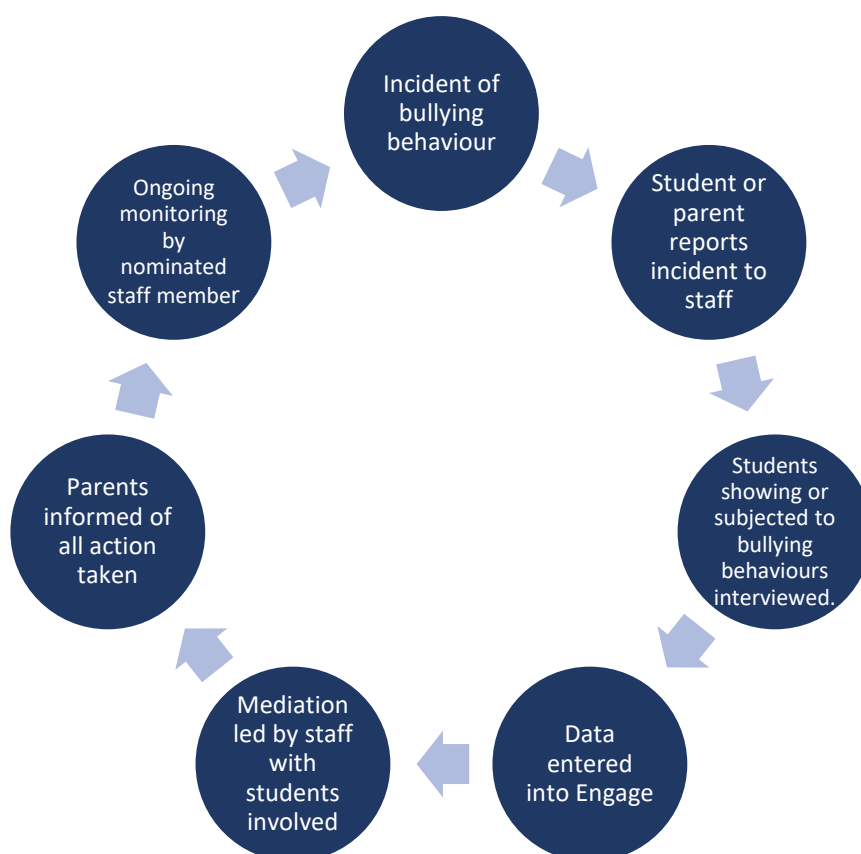 Incident of
bullying
behaviour
Student or
parent
reports
incident to
staff
Students
showing or
subjected to
bullying
behaviours
interviewed.
Data
entered
into Engage
Mediation
led by staff
with
students
involved
Parents
informed of
all action
taken
Ongoing
monitoring
by
nominated
staff member